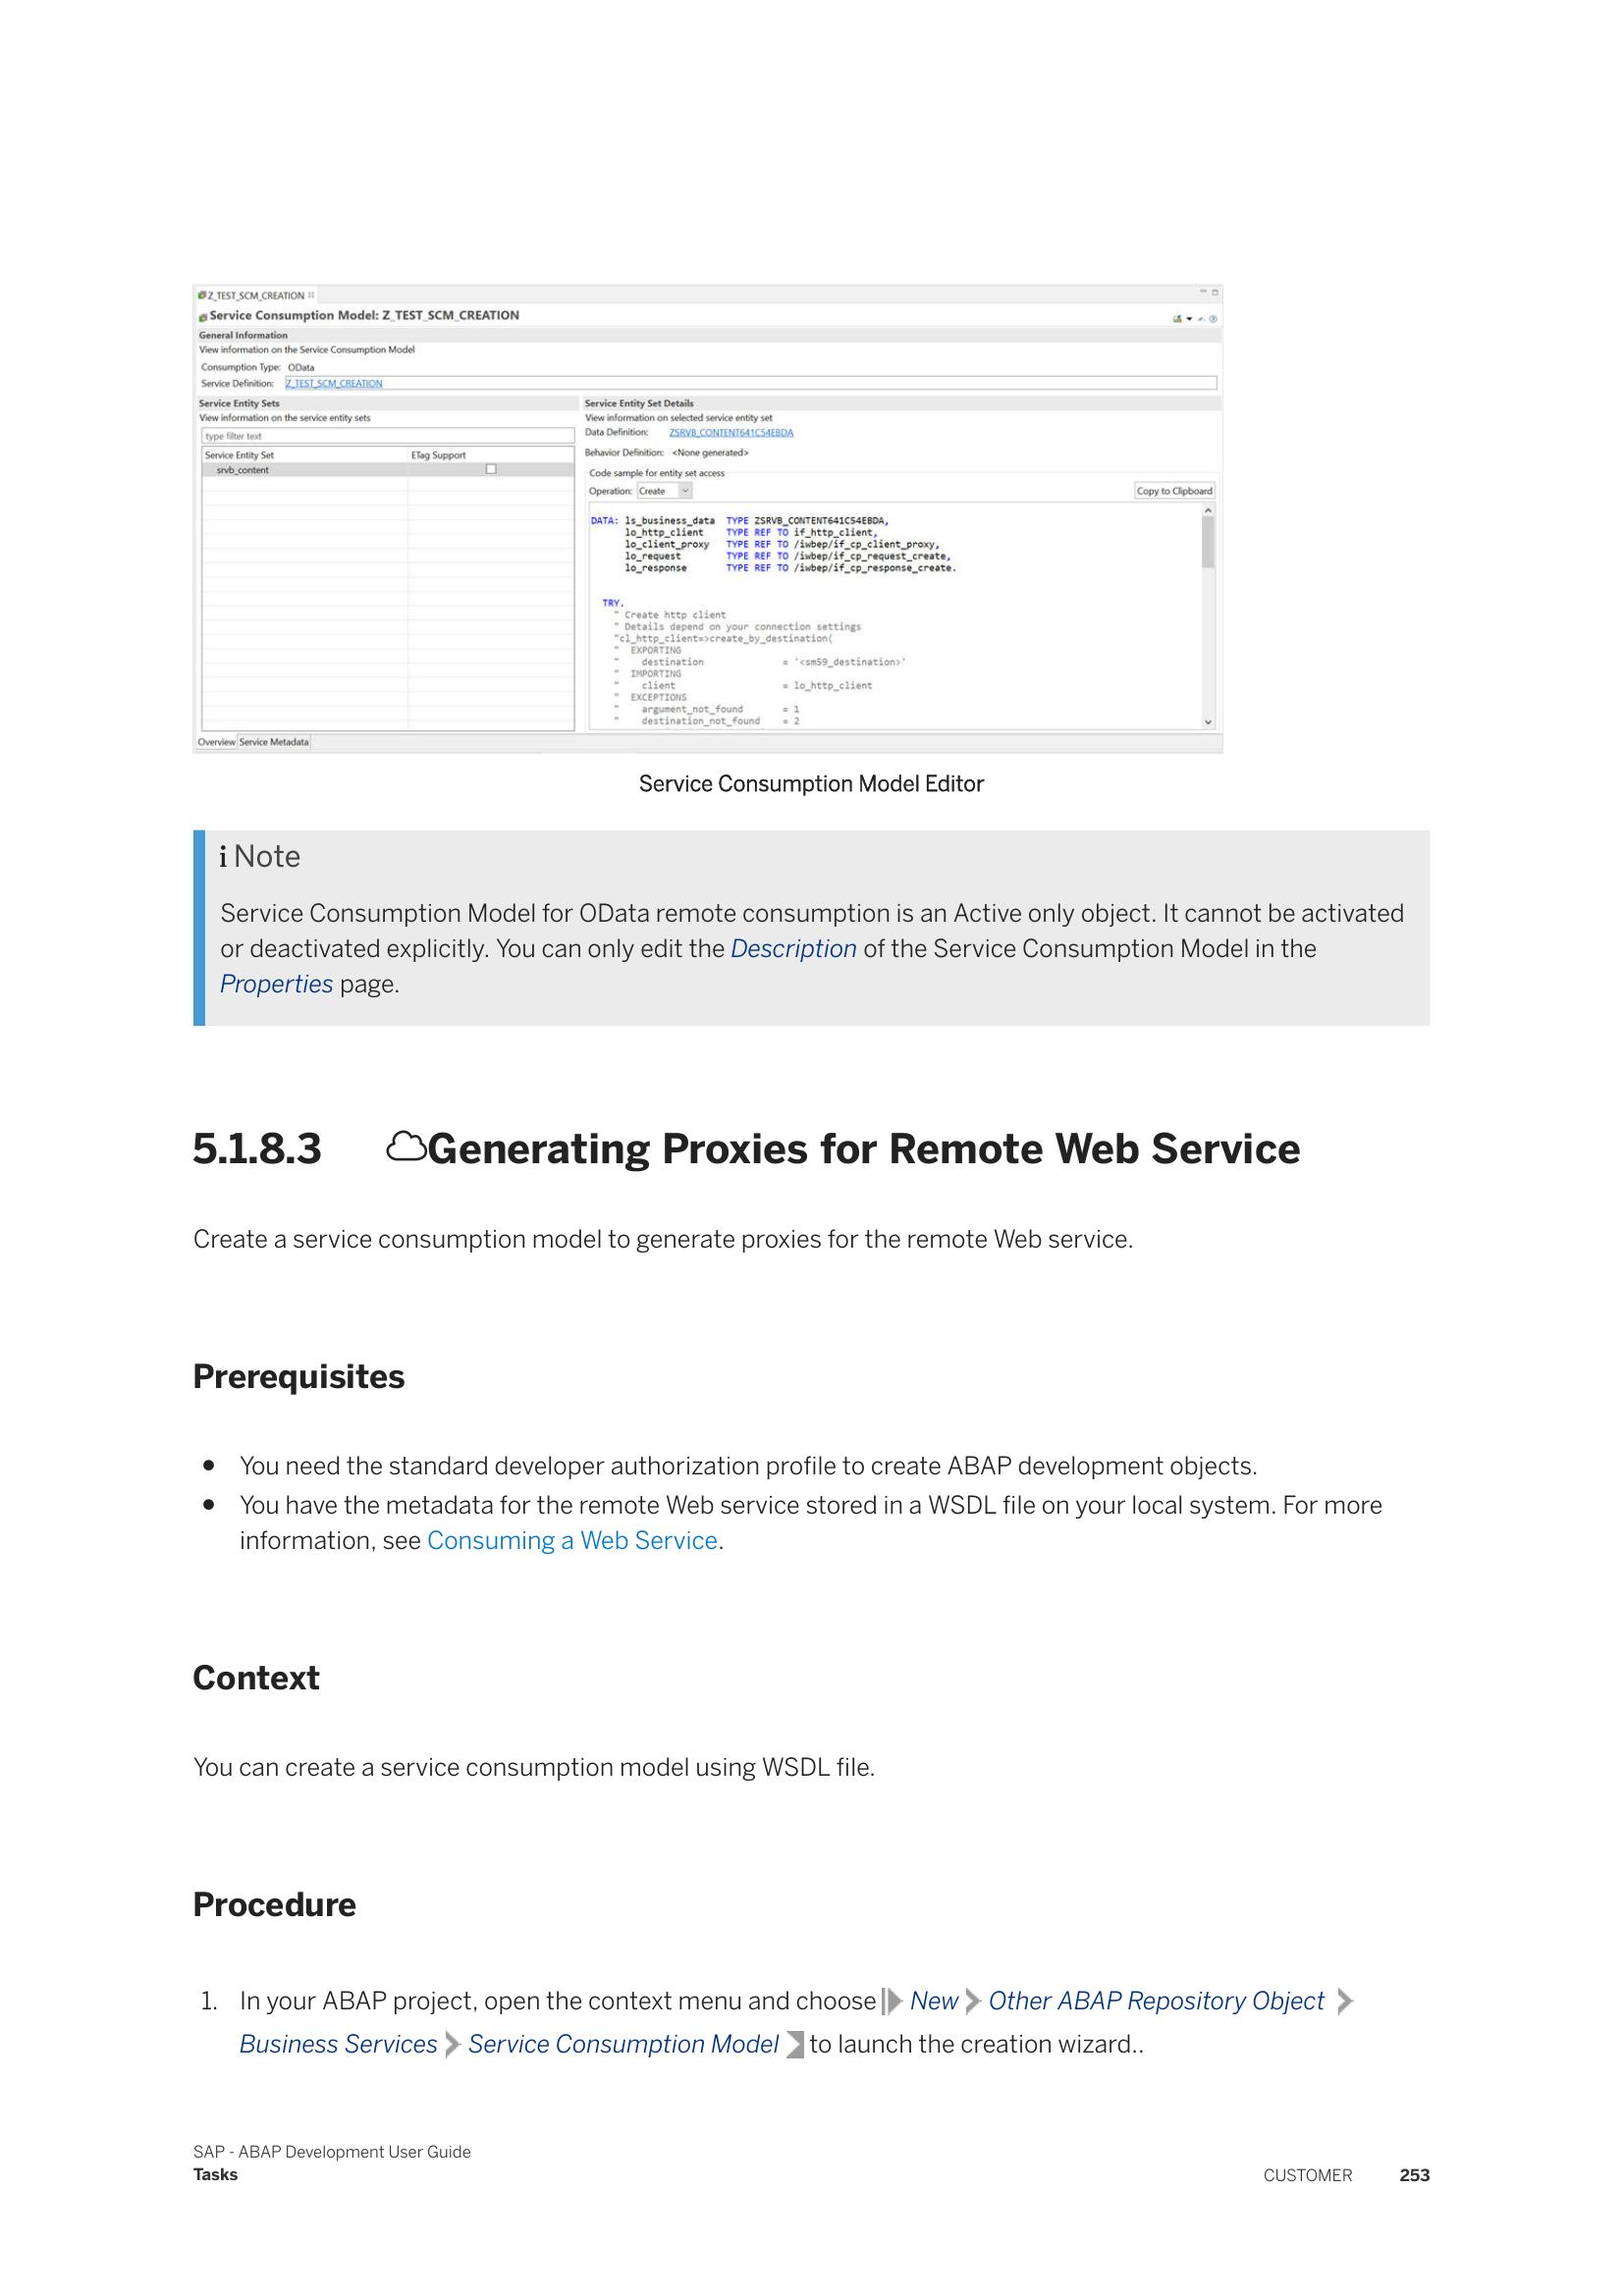 Z_TEST_SCM_CREATION
Service Consumption Model: Z_TEST_SCM_CREATION
General Information
View information on the Service Consumption Model
Consumption Type: OData
Service Definition: Z_TEST_SCM_CREATION
Service Entity Sets
View information on the service entity sets
type filter text
Service Entity Set ETag Support
srvb_content
Service Entity Set Details
View information on selected service entity set
Data Definition: ZSRVB_CONTENT641C54EBDA
Behavior Definition: <None generated>
Code sample for entity set access
Operation: Create Copy to Clipboard
DATA: ls_business_data TYPE ZSRVB_CONTENT641C54EBDA,
lo_http_client TYPE REF TO if_http_client,
lo_client_proxy TYPE REF TO /iwbep/if_cp_client_proxy,
lo_request TYPE REF TO /iwbep/if_cp_request_create,
lo_response TYPE REF TO /iwbep/if_cp_response_create.
TRY.
" Create http client
" Details depend on your connection settings
"cl_http_client=>create_by_destination(
" EXPORTING
" destination = '<sm59_destination>'
" IMPORTING
" client = lo_http_client
" EXCEPTIONS
" argument_not_found = 1
" destination_not_found = 2
Overview Service Metadata
Service Consumption Model Editor
i Note
Service Consumption Model for OData remote consumption is an Active only object. It cannot be activated
or deactivated explicitly. You can only edit the Description of the Service Consumption Model in the
Properties page.
5.1.8.3 Generating Proxies for Remote Web Service
Create a service consumption model to generate proxies for the remote Web service.
Prerequisites
● You need the standard developer authorization profile to create ABAP development objects.
● You have the metadata for the remote Web service stored in a WSDL file on your local system. For more
information, see Consuming a Web Service.
Context
You can create a service consumption model using WSDL file.
Procedure
1. In your ABAP project, open the context menu and choose New Other ABAP Repository Object
Business Services Service Consumption Model to launch the creation wizard..
SAP - ABAP Development User Guide
Tasks
CUSTOMER 253